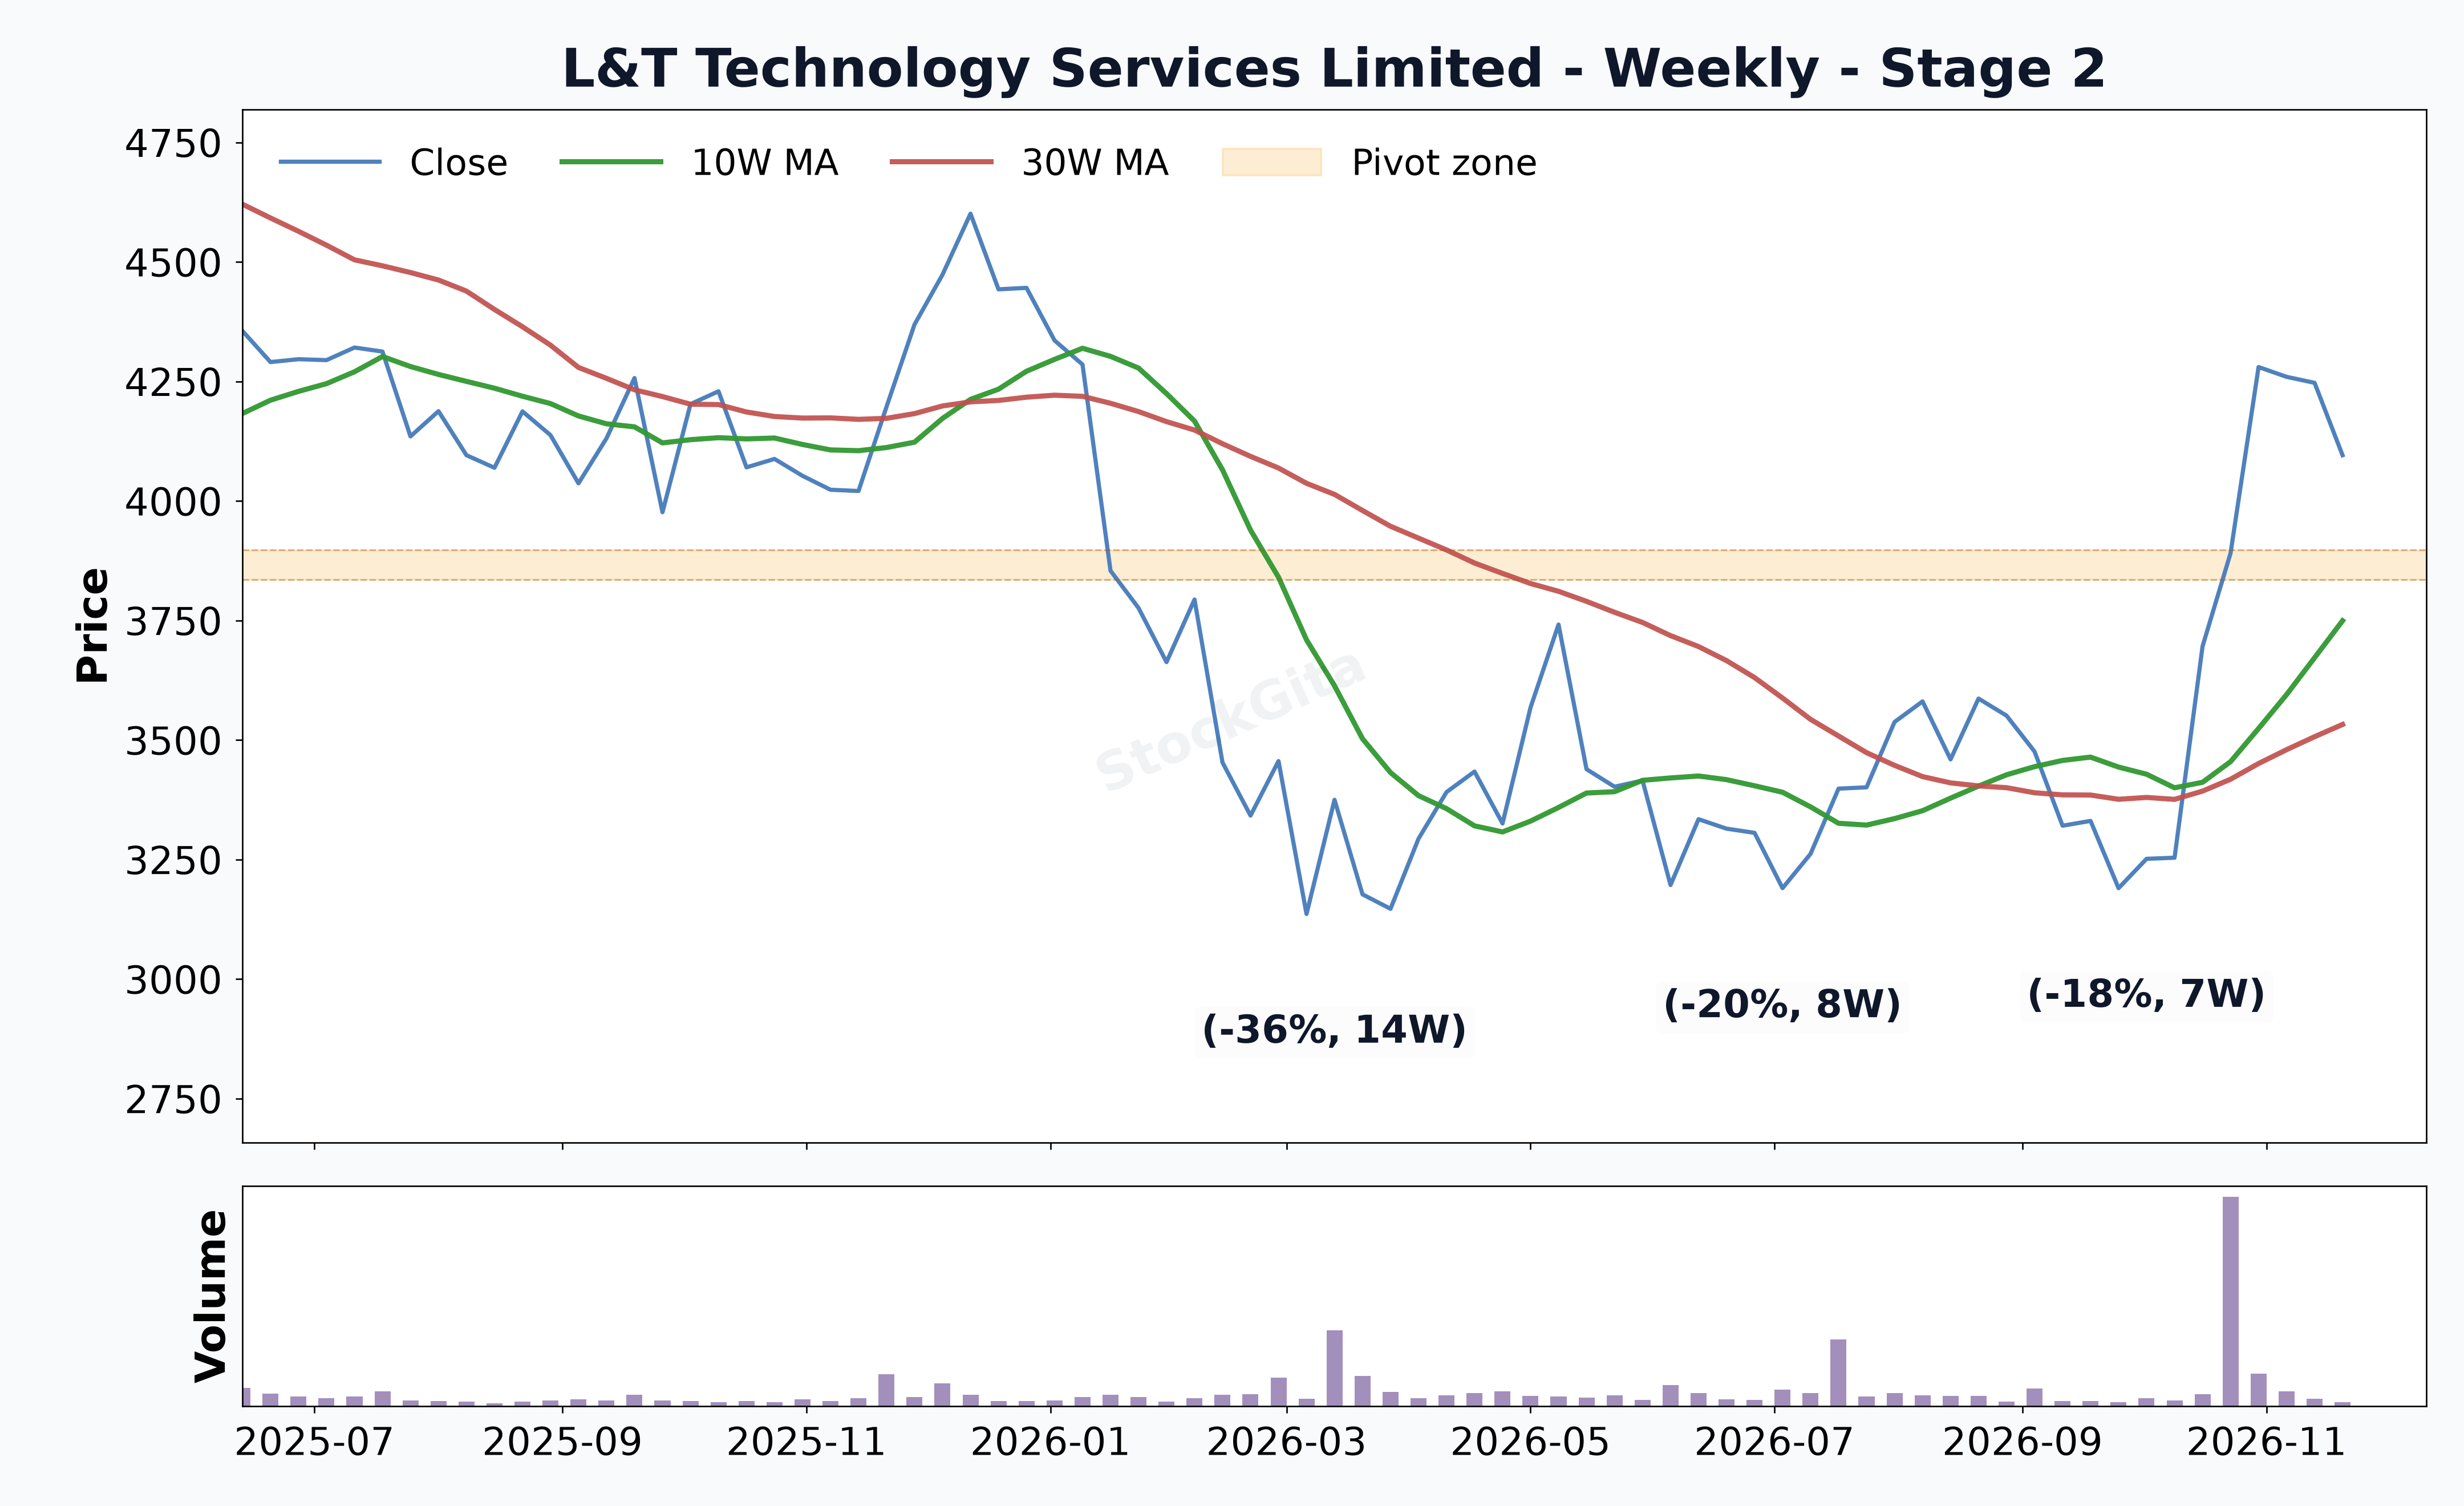 L&T Technology Services Limited - Weekly - Stage 2
Close 10W MA 30W MA Pivot zone
Price
4750
4500
4250
4000
3750
3500
3250
3000
2750
StockGita
(-36%, 14W)
(-20%, 8W)
(-18%, 7W)
Volume
2025-07 2025-09 2025-11 2026-01 2026-03 2026-05 2026-07 2026-09 2026-11